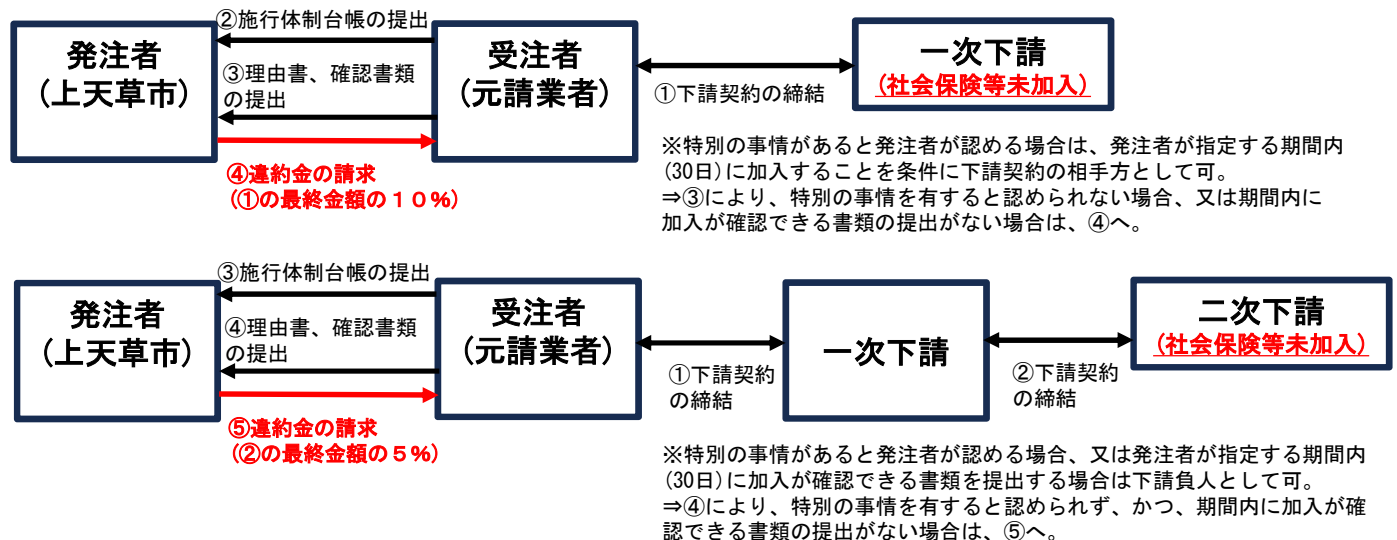 ②施行体制台帳の提出
発注者
(上天草市)
③理由書、確認書類
の提出
受注者
(元請業者)
①下請契約の締結
一次下請
(社会保険等未加入)
④違約金の請求
(①の最終金額の10%)
※特別の事情があると発注者が認める場合は、発注者が指定する期間内
(30日)に加入することを条件に下請契約の相手方として可。
⇒③により、特別の事情を有すると認められない場合、又は期間内に
加入が確認できる書類の提出がない場合は、④へ。
③施行体制台帳の提出
発注者
(上天草市)
④理由書、確認書類
の提出
受注者
(元請業者)
①下請契約
の締結
一次下請
②下請契約
の締結
二次下請
(社会保険等未加入)
⑤違約金の請求
(②の最終金額の5%)
※特別の事情があると発注者が認める場合、又は発注者が指定する期間内
(30日)に加入が確認できる書類を提出する場合は下請負人として可。
⇒④により、特別の事情を有すると認められず、かつ、期間内に加入が確
認できる書類の提出がない場合は、⑤へ。